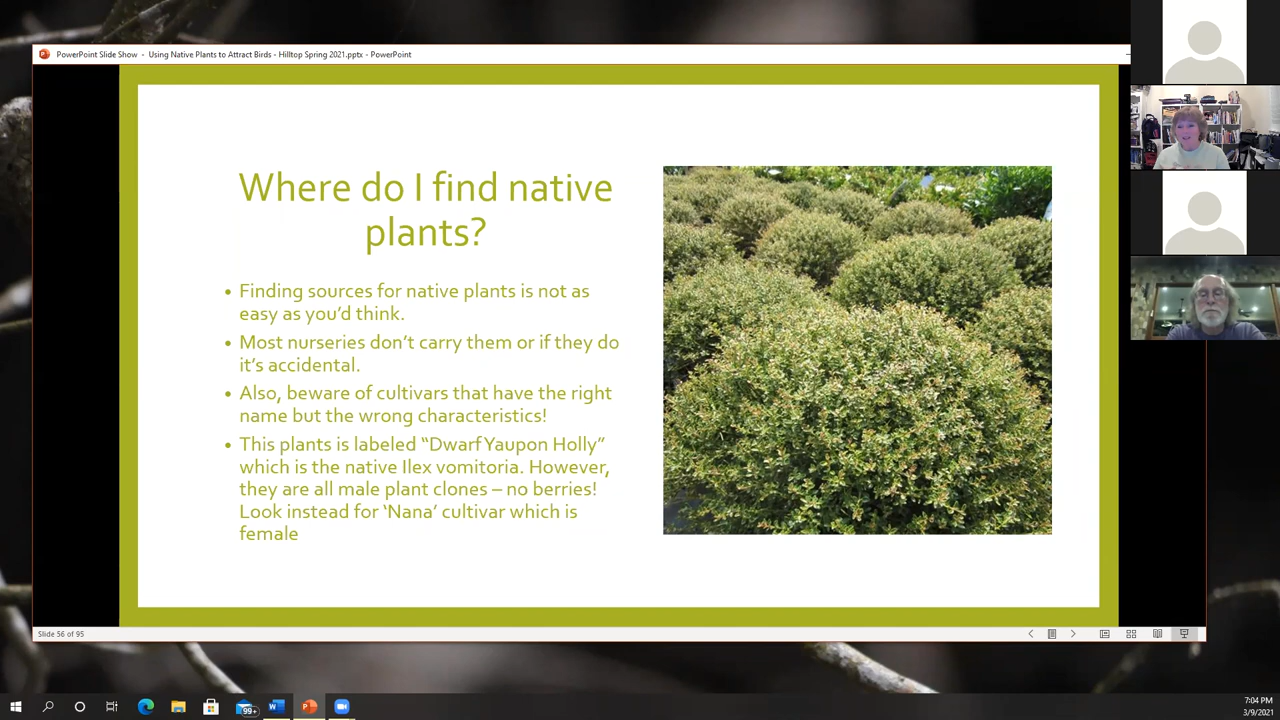 PowerPoint Slide Show - Using Native Plants to Attract Birds - Hilltop Spring 2021.pptx - PowerPoint
Where do I find native
plants?
• Finding sources for native plants is not as
easy as you’d think.
• Most nurseries don’t carry them or if they do
it’s accidental.
• Also, beware of cultivars that have the right
name but the wrong characteristics!
• This plants is labeled “Dwarf Yaupon Holly”
which is the native Ilex vomitoria. However,
they are all male plant clones – no berries!
Look instead for ‘Nana’ cultivar which is
female
Slide 56 of 95
99+
7:04 PM
3/9/2021